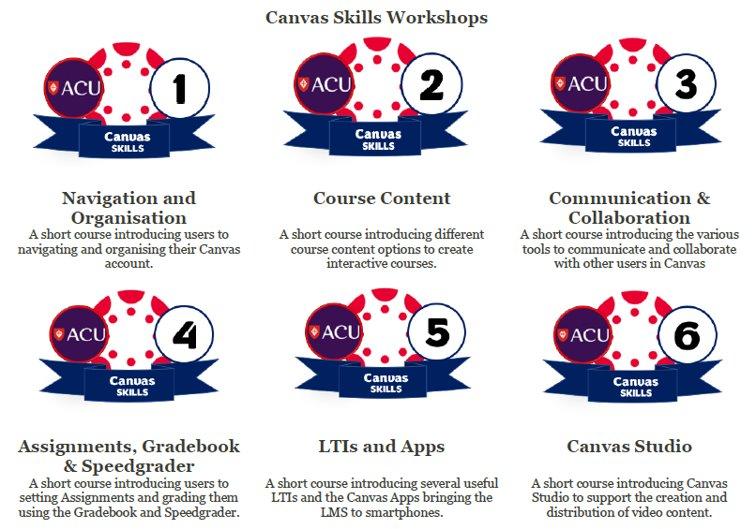 Canvas Skills Workshops
ACU
1
Canvas
SKILLS
Navigation and
Organisation
A short course introducing users to
navigating and organising their Canvas
account.
ACU
2
Canvas
SKILLS
Course Content
A short course introducing different
course content options to create
interactive courses.
ACU
3
Canvas
SKILLS
Communication &
Collaboration
A short course introducing the various
tools to communicate and collaborate
with other users in Canvas
ACU
4
Canvas
SKILLS
Assignments, Gradebook
& Speedgrader
A short course introducing users to
setting Assignments and grading them
using the Gradebook and Speedgrader.
ACU
5
Canvas
SKILLS
LTIs and Apps
A short course introducing several useful
LTIs and the Canvas Apps bringing the
LMS to smartphones.
ACU
6
Canvas
SKILLS
Canvas Studio
A short course introducing Canvas
Studio to support the creation and
distribution of video content.